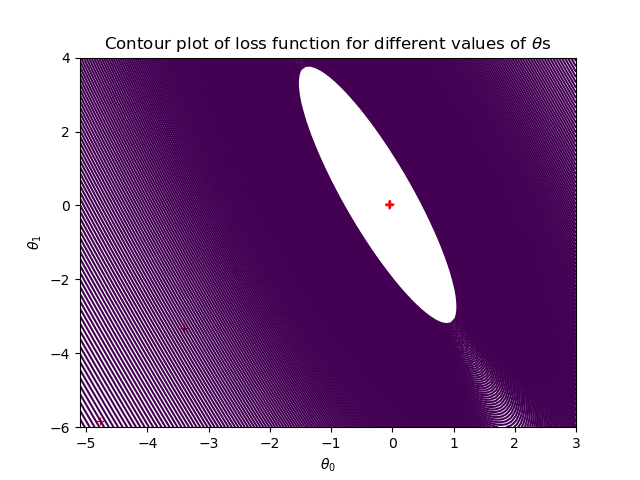 Contour plot of loss function for different values of θs
4
2
0
−2
−4
−6
θ1
−5 −4 −3 −2 −1 0 1 2 3
θ0